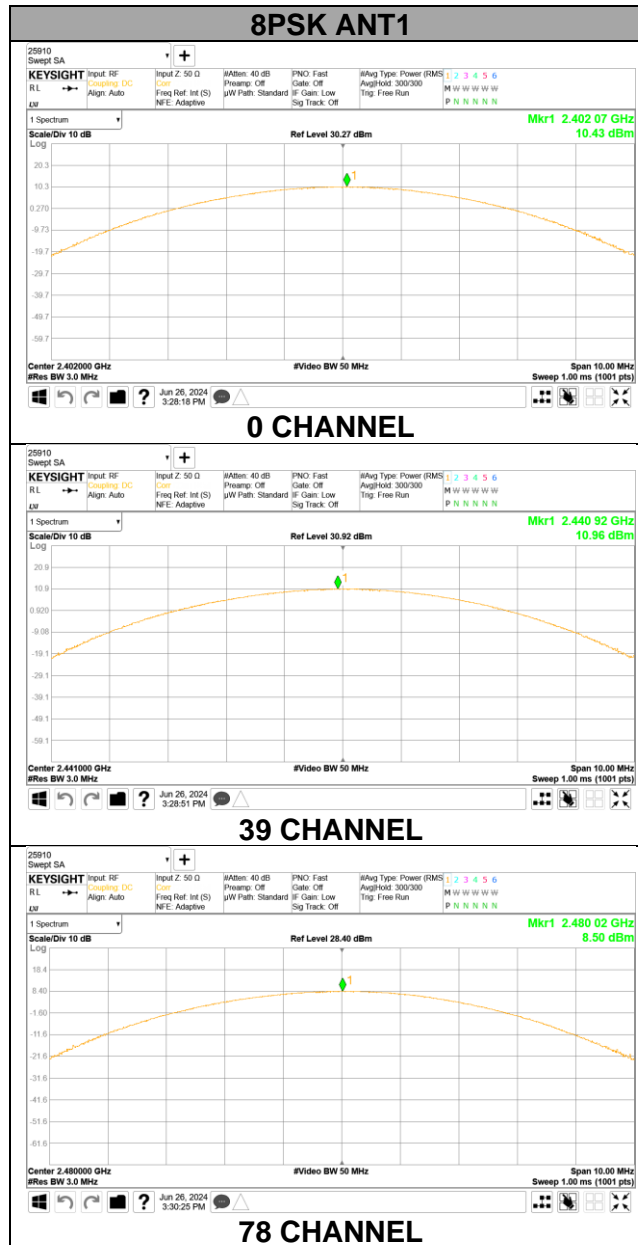 8PSK ANT1
25910
Swept SA
+
KEYSIGHT Input: RF Input Z: 50 Ω #Atten: 40 dB PNO: Fast #Avg Type: Power (RMS 1 2 3 4 5 6
RL Coupling: DC Corr Preamp: Off Gate: Off Avg|Hold: 300/300 M W W W W W
Align: Auto Freq Ref: Int (S) µW Path: Standard IF Gain: Low Trig: Free Run
NFE: Adaptive Sig Track: Off P N N N N N
1 Spectrum Mkr1 2.402 07 GHz
Scale/Div 10 dB Ref Level 30.27 dBm 10.43 dBm
Log
20.3
1
10.3
0.270
-9.73
-19.7
-29.7
-39.7
-49.7
-59.7
Center 2.402000 GHz #Video BW 50 MHz Span 10.00 MHz
#Res BW 3.0 MHz Sweep 1.00 ms (1001 pts)
? Jun 26, 2024
3:28:18 PM
0 CHANNEL
25910
Swept SA
+
KEYSIGHT Input: RF Input Z: 50 Ω #Atten: 40 dB PNO: Fast #Avg Type: Power (RMS 1 2 3 4 5 6
RL Coupling: DC Corr Preamp: Off Gate: Off Avg|Hold: 300/300 M W W W W W
Align: Auto Freq Ref: Int (S) µW Path: Standard IF Gain: Low Trig: Free Run
NFE: Adaptive Sig Track: Off P N N N N N
1 Spectrum Mkr1 2.440 92 GHz
Scale/Div 10 dB Ref Level 30.92 dBm 10.96 dBm
Log
20.9
1
10.9
0.920
-9.08
-19.1
-29.1
-39.1
-49.1
-59.1
Center 2.441000 GHz #Video BW 50 MHz Span 10.00 MHz
#Res BW 3.0 MHz Sweep 1.00 ms (1001 pts)
? Jun 26, 2024
3:28:51 PM
39 CHANNEL
25910
Swept SA
+
KEYSIGHT Input: RF Input Z: 50 Ω #Atten: 40 dB PNO: Fast #Avg Type: Power (RMS 1 2 3 4 5 6
RL Coupling: DC Corr Preamp: Off Gate: Off Avg|Hold: 300/300 M W W W W W
Align: Auto Freq Ref: Int (S) µW Path: Standard IF Gain: Low Trig: Free Run
NFE: Adaptive Sig Track: Off P N N N N N
1 Spectrum Mkr1 2.480 02 GHz
Scale/Div 10 dB Ref Level 28.40 dBm 8.50 dBm
Log
18.4
1
8.40
-1.60
-11.6
-21.6
-31.6
-41.6
-51.6
-61.6
Center 2.480000 GHz #Video BW 50 MHz Span 10.00 MHz
#Res BW 3.0 MHz Sweep 1.00 ms (1001 pts)
? Jun 26, 2024
3:30:25 PM
78 CHANNEL